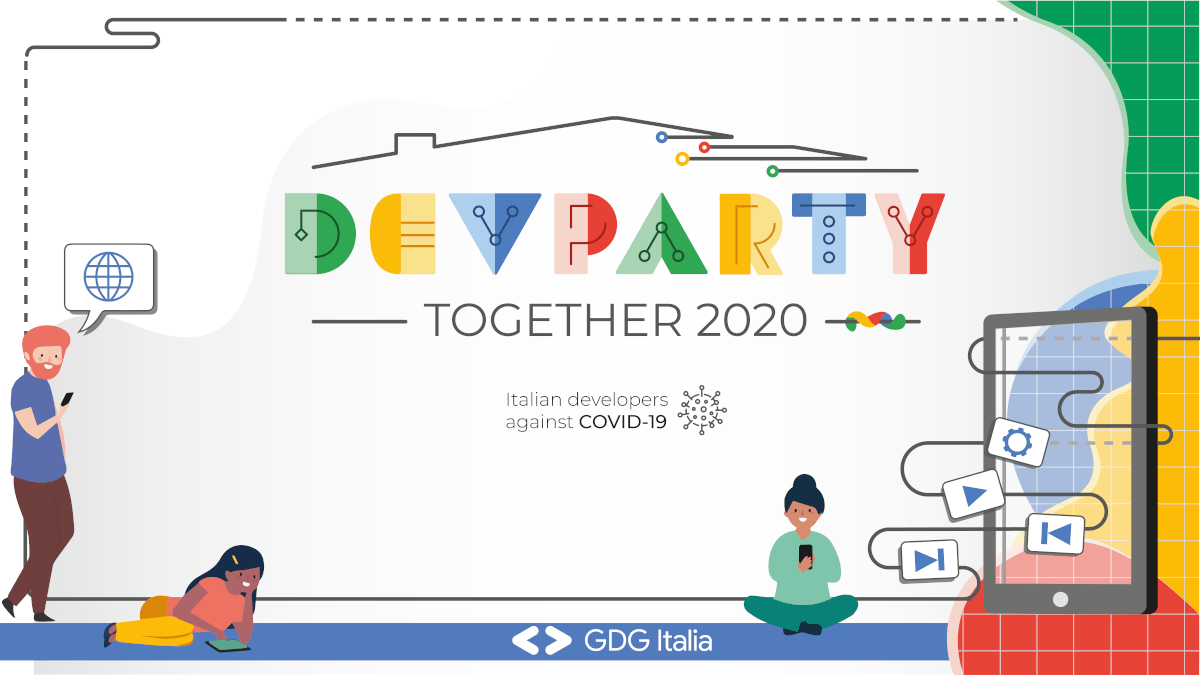 DEVPARTY
TOGETHER 2020
Italian developers
against COVID-19
GDG Italia